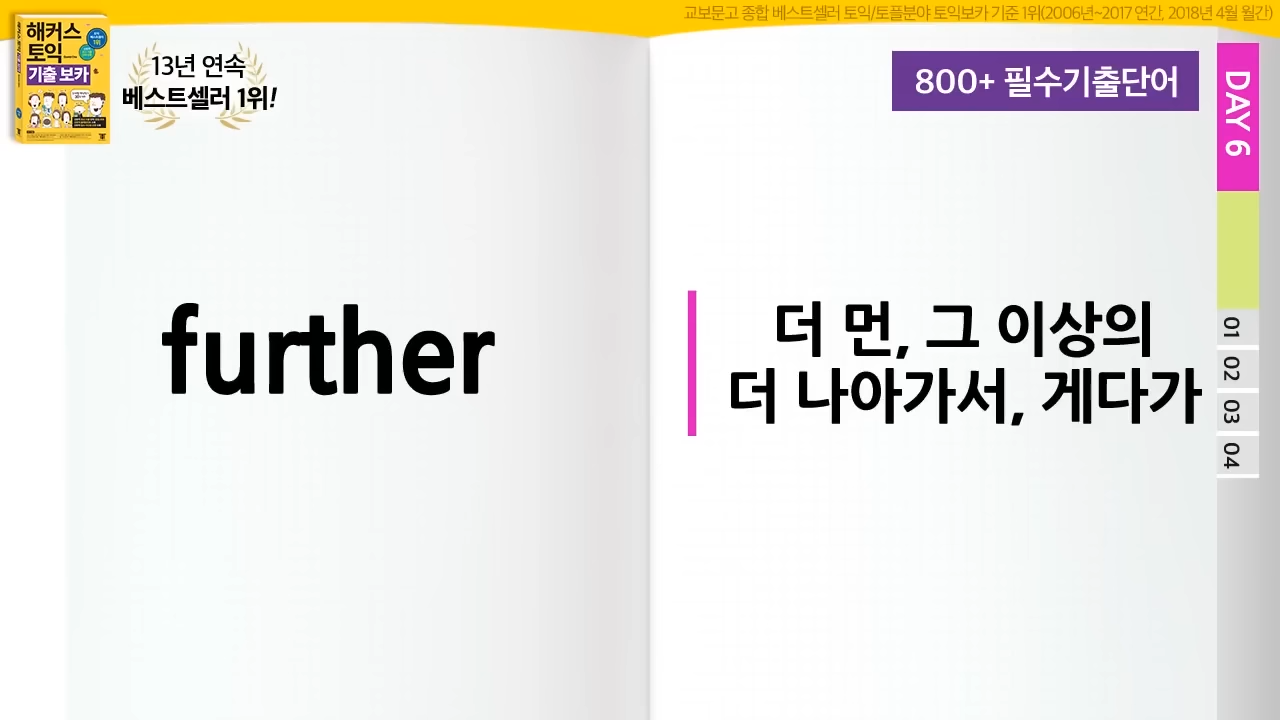 교보문고 종합 베스트셀러 토익/토플분야 토익보카 기준 1위(2006년~2017 연간, 2018년 4월 월간)
해커스
토익
기출 보카
13년 연속
베스트셀러 1위!
800+ 필수기출단어
DAY 6
further
더 먼, 그 이상의
더 나아가서, 게다가
01
02
03
04